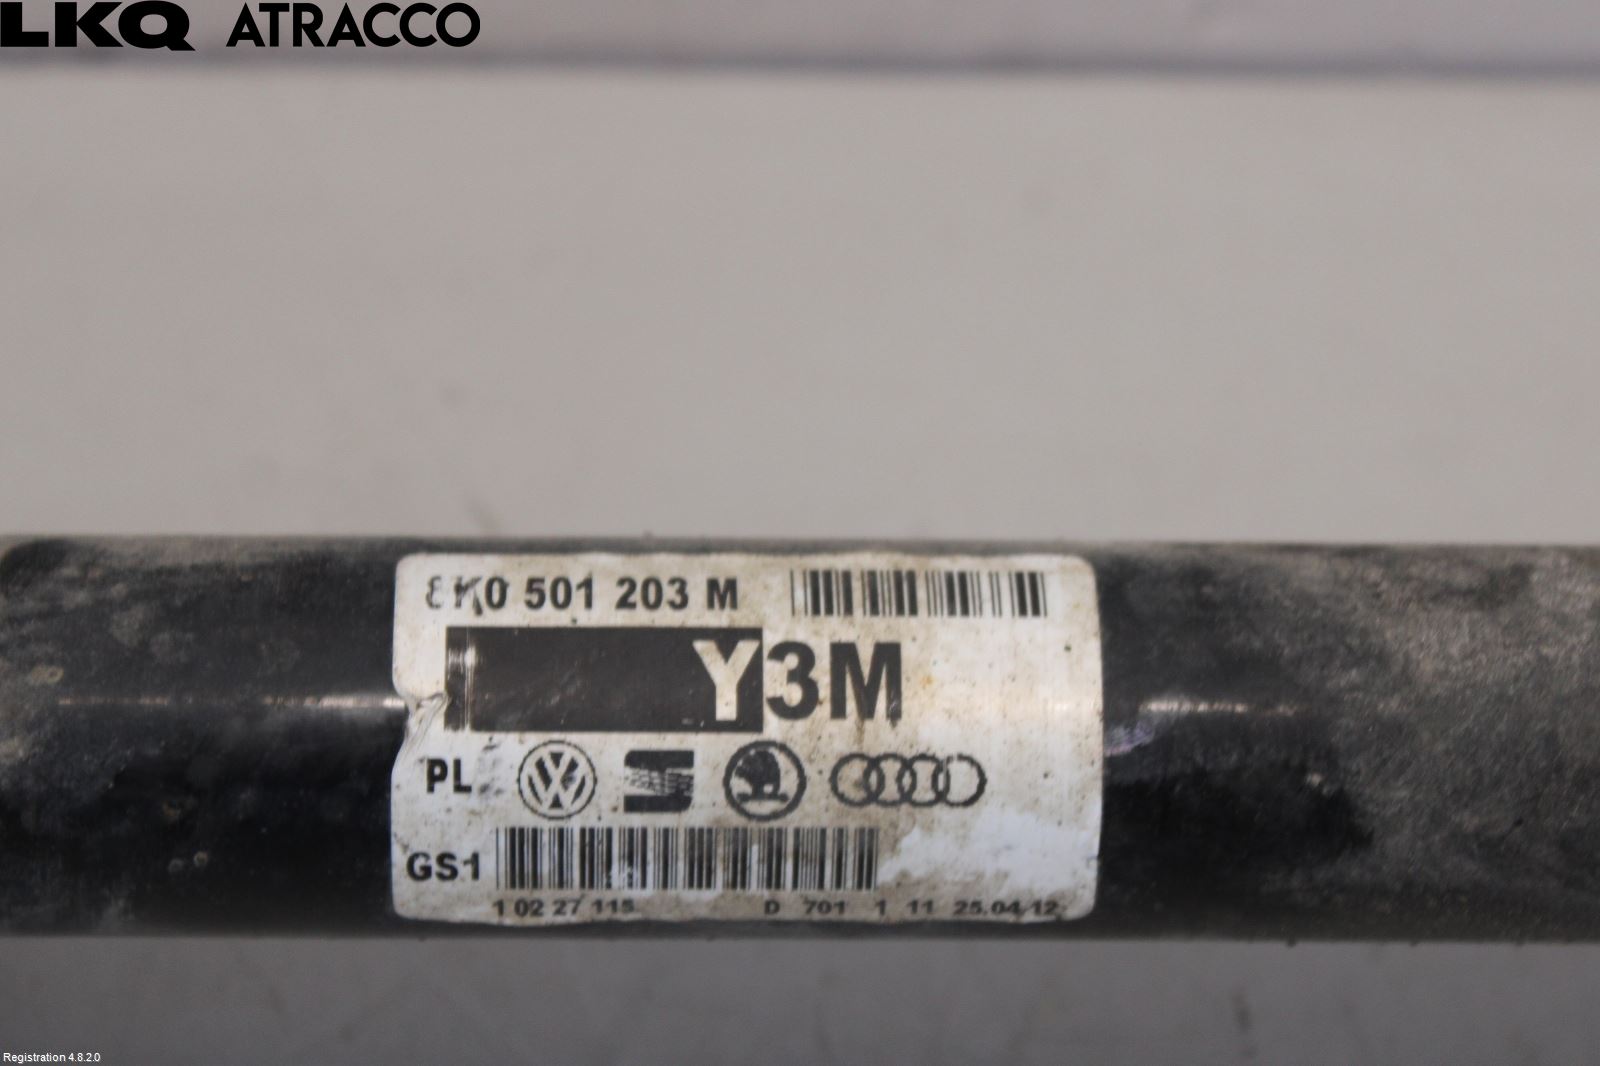 LKQ ATRACCO
8K0 501 203 M
Y3M
PL
GS1
1 02 27 115 D 701 1 11 25.04.12
Registration 4.8.2.0